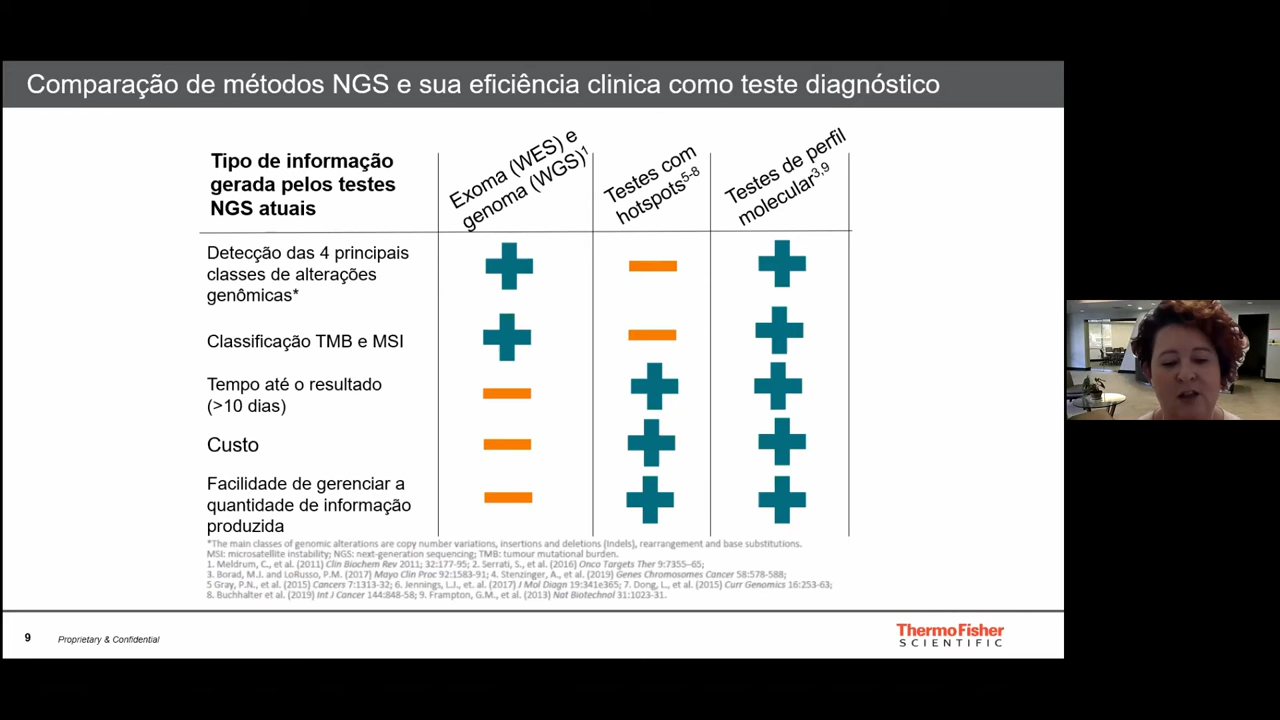 Comparação de métodos NGS e sua eficiência clinica como teste diagnóstico
Tipo de informação
gerada pelos testes
NGS atuais
Exoma (WES) e
genoma (WGS)1
Testes com
hotspots5-8
Testes de perfil
molecular3,9
Detecção das 4 principais
classes de alterações
genômicas*
Classificação TMB e MSI
Tempo até o resultado
(>10 dias)
Custo
Facilidade de gerenciar a
quantidade de informação
produzida
*The main classes of genomic alterations are copy number variations, insertions and deletions (Indels), rearrangement and base substitutions.
MSI: microsatellite instability; NGS: next-generation sequencing; TMB: tumour mutational burden.
1. Meldrum, C., et al. (2011) Clin Biochem Rev 2011; 32:177-95; 2. Serrati, S., et al. (2016) Onco Targets Ther 9:7355–65;
3. Borad, M.J. and LoRusso, P.M. (2017) Mayo Clin Proc 92:1583-91; 4. Stenzinger, A., et al. (2019) Genes Chromosomes Cancer 58:578-588;
5 Gray, P.N., et al. (2015) Cancers 7:1313-32; 6. Jennings, L.J., et. al. (2017) J Mol Diagn 19:341e365; 7. Dong, L., et al. (2015) Curr Genomics 16:253-63;
8. Buchhalter et al. (2019) Int J Cancer 144:848-58; 9. Frampton, G.M., et al. (2013) Nat Biotechnol 31:1023-31.
9 Proprietary & Confidential
ThermoFisher
SCIENTIFIC